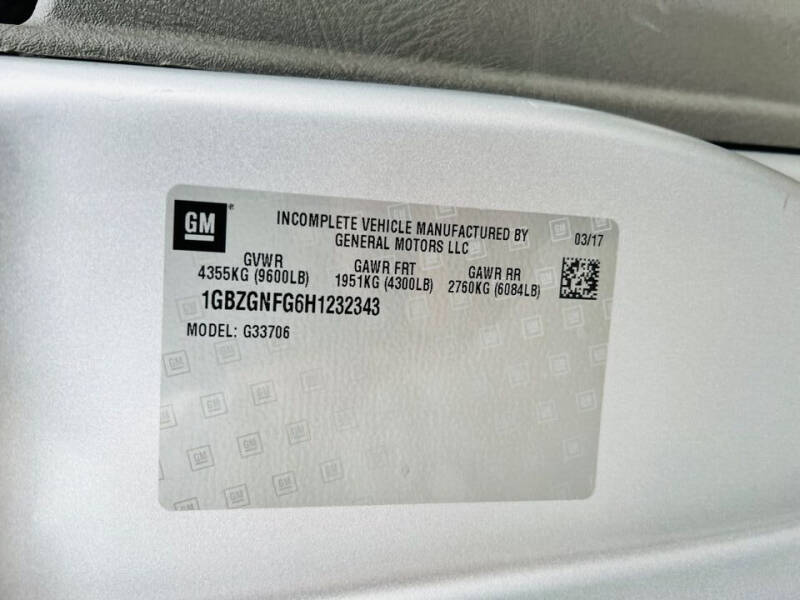 GM
INCOMPLETE VEHICLE MANUFACTURED BY
GENERAL MOTORS LLC
03/17
GVWR GAWR FRT GAWR RR
4355KG (9600LB) 1951KG (4300LB) 2760KG (6084LB)
1GBZGNFG6H1232343
MODEL: G33706